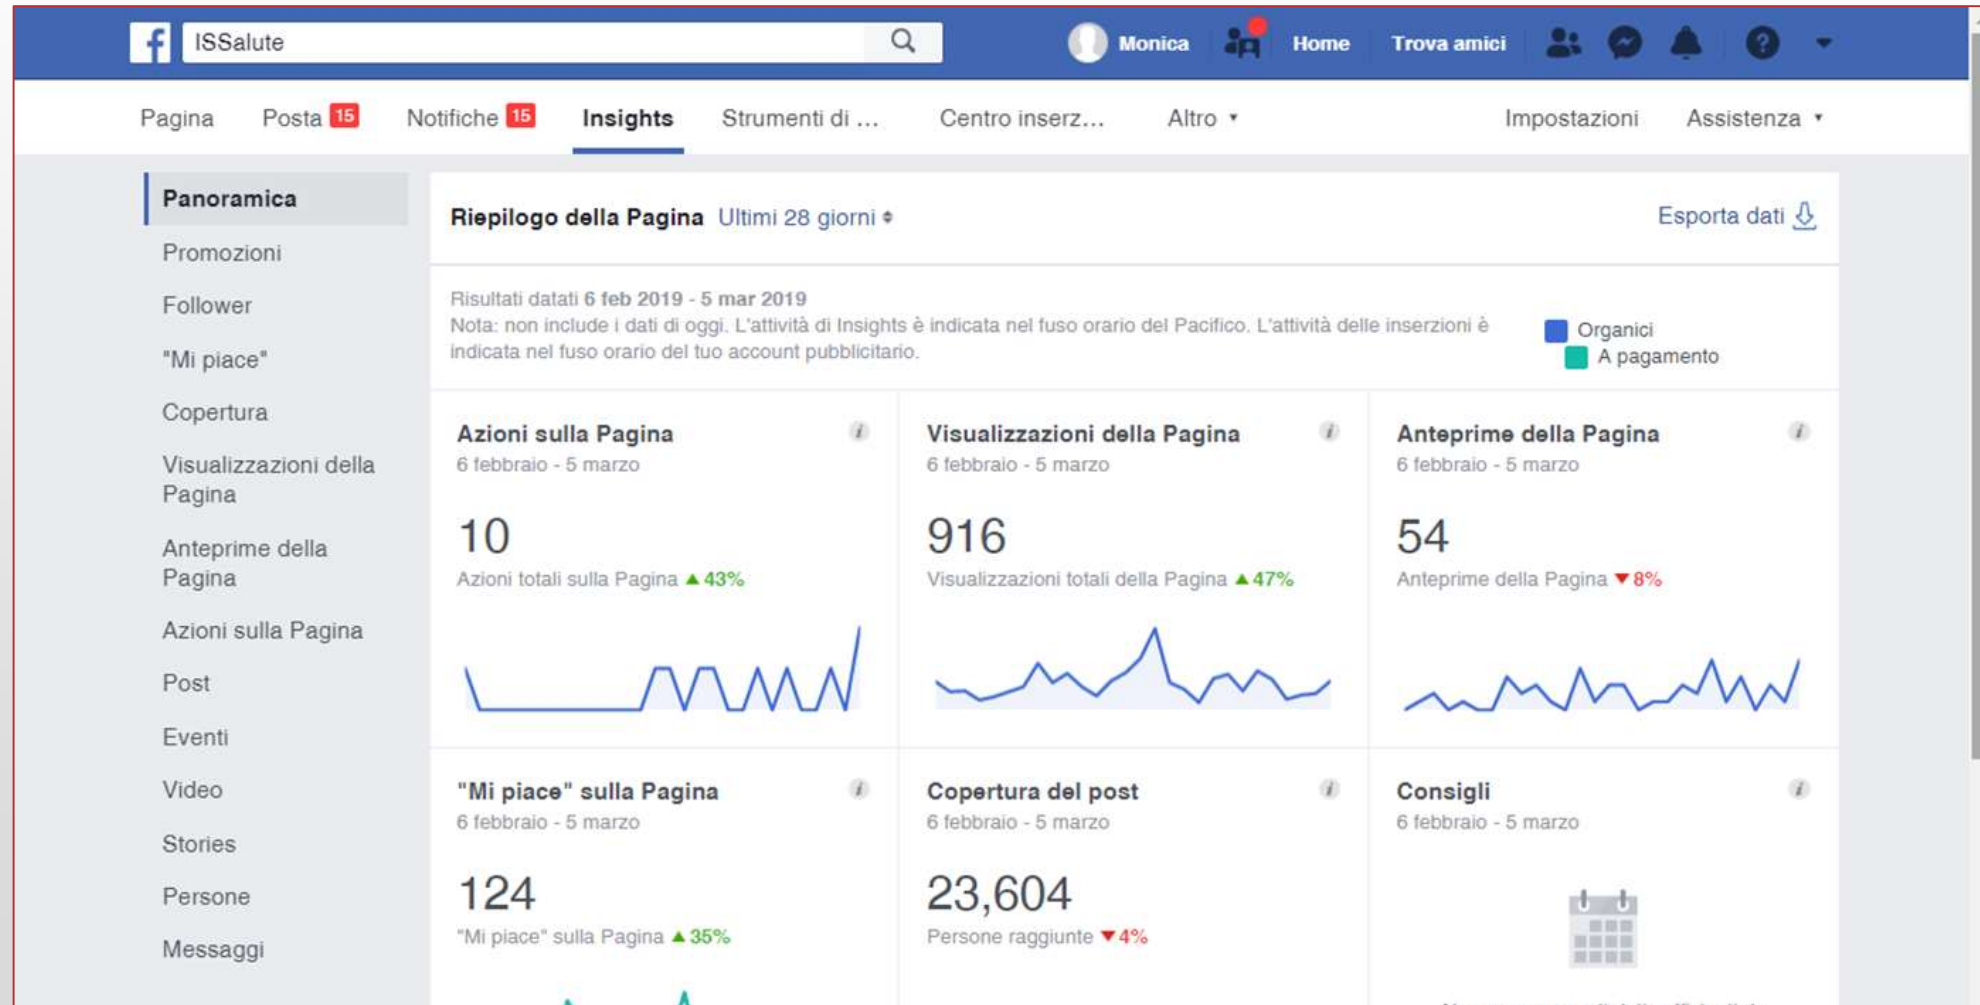 ISSalute
Monica
Home
Trova amici
Pagina
Posta 15
Notifiche 15
Insights
Strumenti di ...
Centro inserz...
Altro
Impostazioni
Assistenza
Panoramica
Promozioni
Follower
"Mi piace"
Copertura
Visualizzazioni della
Pagina
Anteprime della
Pagina
Azioni sulla Pagina
Post
Eventi
Video
Stories
Persone
Messaggi
Riepilogo della Pagina Ultimi 28 giorni
Esporta dati
Risultati datati 6 feb 2019 - 5 mar 2019
Nota: non include i dati di oggi. L'attività di Insights è indicata nel fuso orario del Pacifico. L'attività delle inserzioni è
indicata nel fuso orario del tuo account pubblicitario.
Organici
A pagamento
Azioni sulla Pagina
6 febbraio - 5 marzo
10
Azioni totali sulla Pagina ▲ 43%
Visualizzazioni della Pagina
6 febbraio - 5 marzo
916
Visualizzazioni totali della Pagina ▲ 47%
Anteprime della Pagina
6 febbraio - 5 marzo
54
Anteprime della Pagina ▼ 8%
"Mi piace" sulla Pagina
6 febbraio - 5 marzo
124
"Mi piace" sulla Pagina ▲ 35%
Copertura del post
6 febbraio - 5 marzo
23,604
Persone raggiunte ▼ 4%
Consigli
6 febbraio - 5 marzo